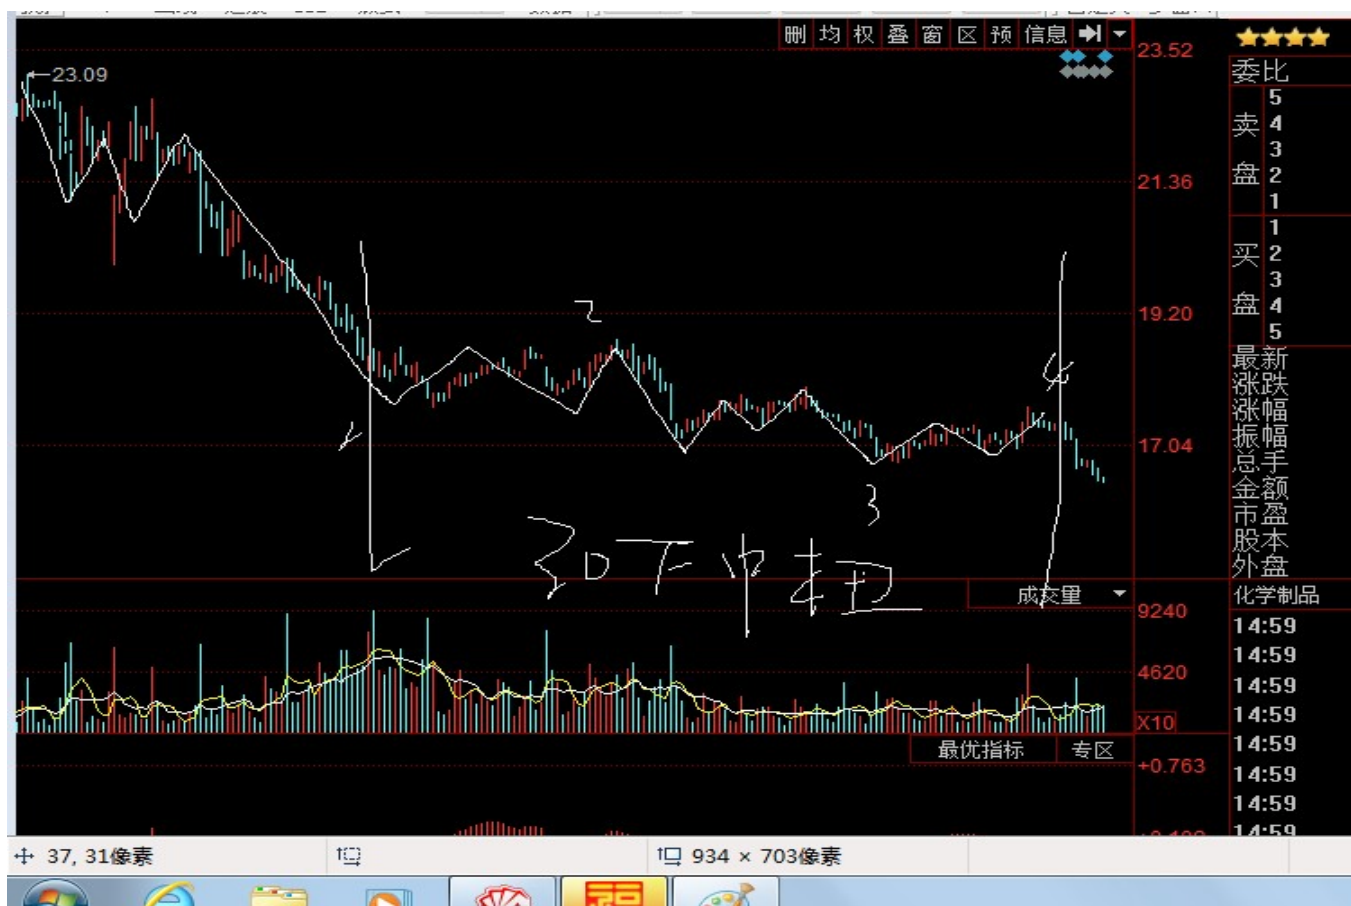 删 均 权 叠 窗 区 预 信息
23.52
23.09
委比
5
卖 4
3
盘 2
1
21.36
1
买 2
3
盘 4
5
2
19.20
最新
涨跌
涨幅
振幅
总手
金额
市盈
股本
外盘
4
1
17.04
3
30下中枢
成交量
化学制品
9240
4620
X10
14:59
14:59
14:59
14:59
14:59
14:59
14:59
14:59
最优指标 专区
+0.763
37, 31像素
934 × 703像素
福